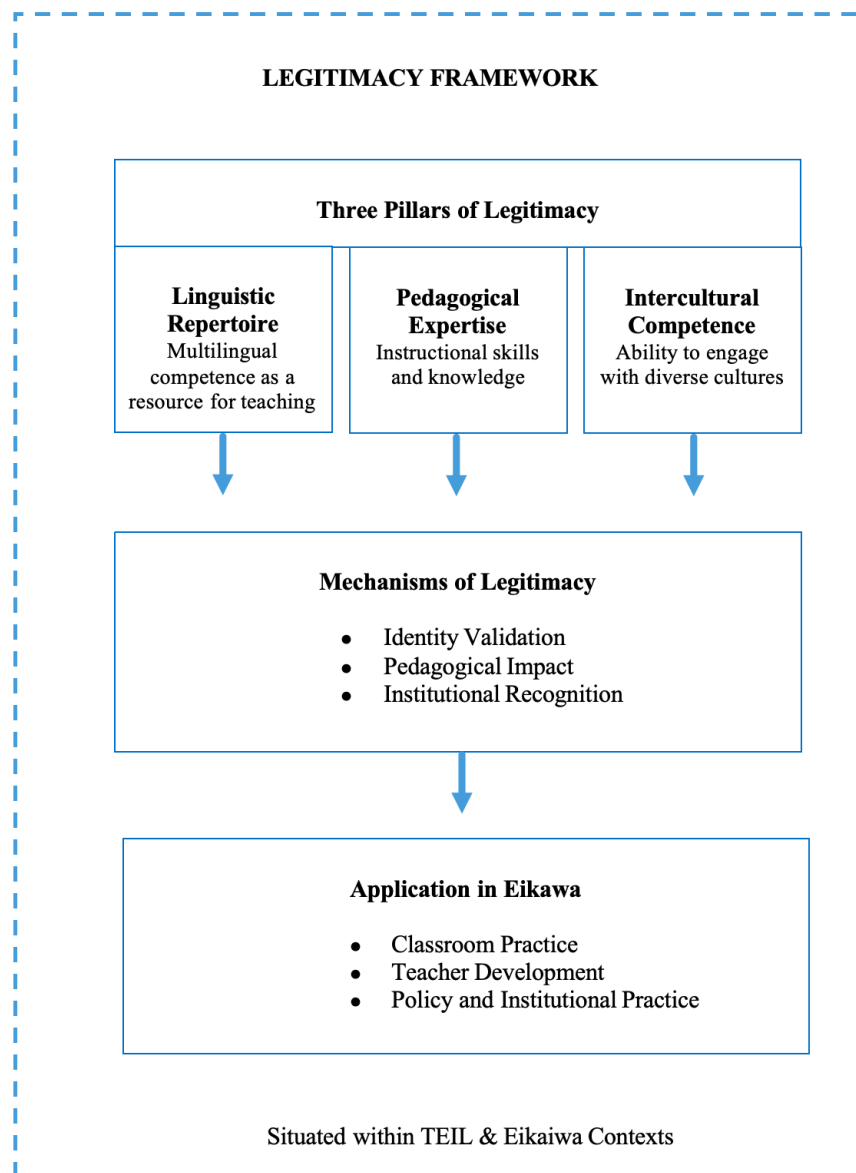 LEGITIMACY FRAMEWORK
Three Pillars of Legitimacy
Linguistic
Repertoire
Multilingual
competence as a
resource for teaching
Pedagogical
Expertise
Instructional skills
and knowledge
Intercultural
Competence
Ability to engage
with diverse cultures
Mechanisms of Legitimacy
● Identity Validation
● Pedagogical Impact
● Institutional Recognition
Application in Eikawa
● Classroom Practice
● Teacher Development
● Policy and Institutional Practice
Situated within TEIL & Eikaiwa Contexts